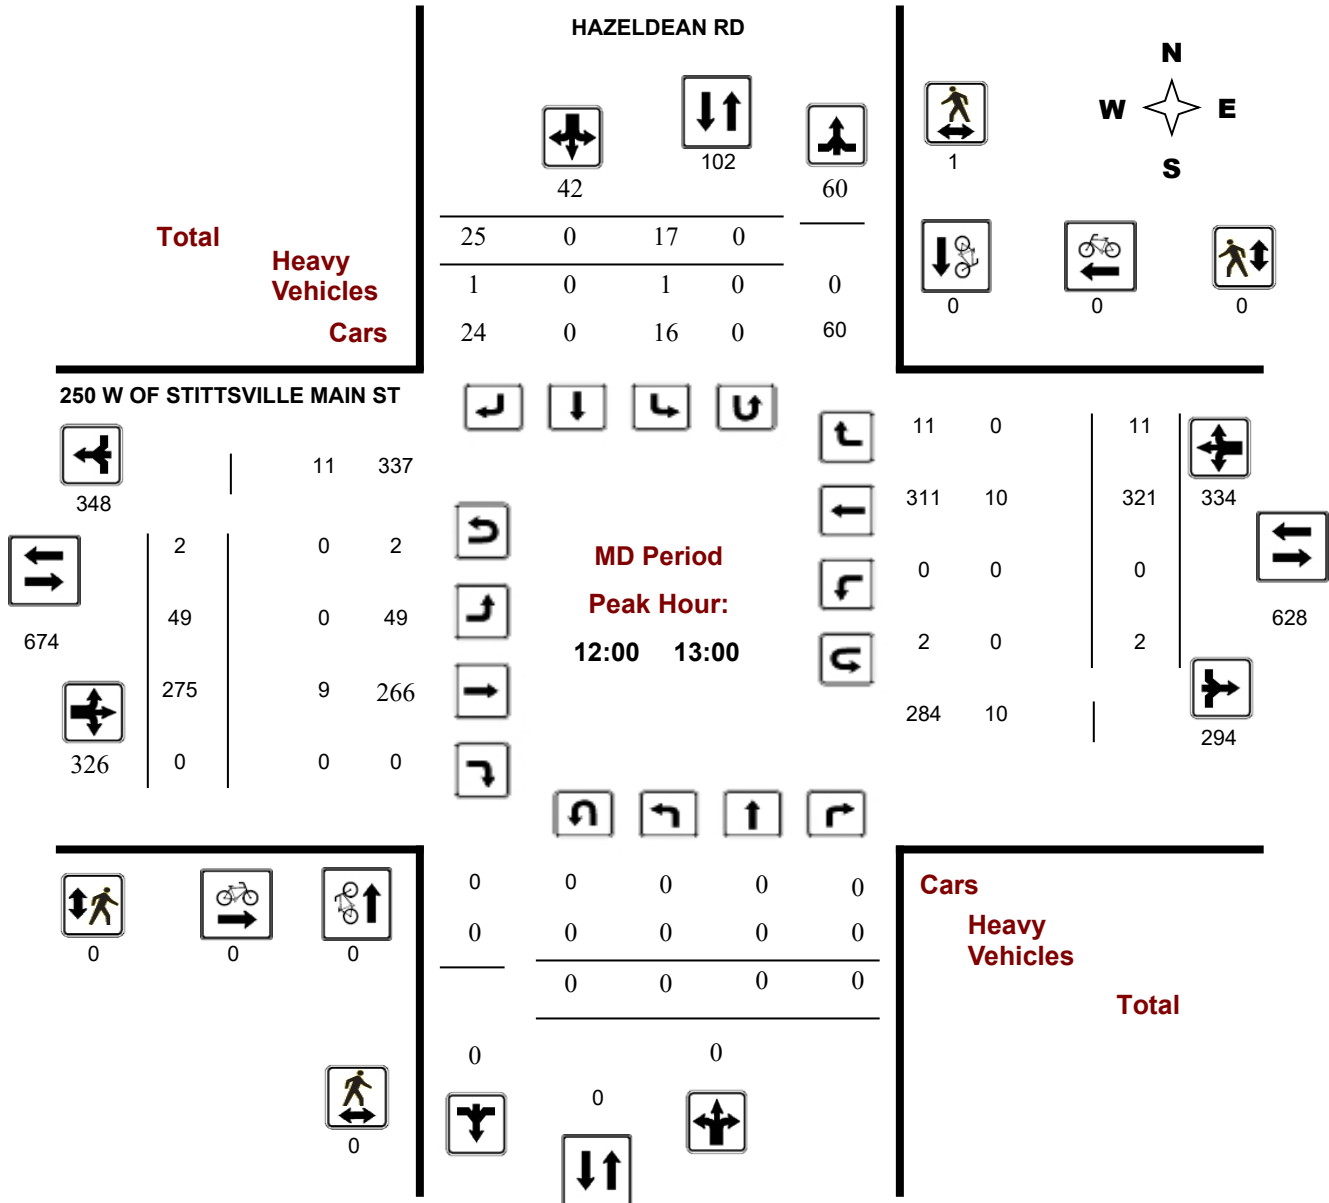 HAZELDEAN RD
N
W E
S
102
42 60
1
Total 25 0 17 0
Heavy
Vehicles 1 0 1 0 0
Cars 24 0 16 0 60
0 0 0
250 W OF STITTSVILLE MAIN ST
11 0 11
11 337
348
311 10 321 334
2 0 2
MD Period
0 0 0
49 0 49
Peak Hour:
674
12:00 13:00
2 0 2
628
275 9 266
284 10
294
326 0 0 0
0 0 0 0 0
Cars
0 0 0 0 0
Heavy
Vehicles
0 0 0
0 0 0 0
Total
0 0
0
0